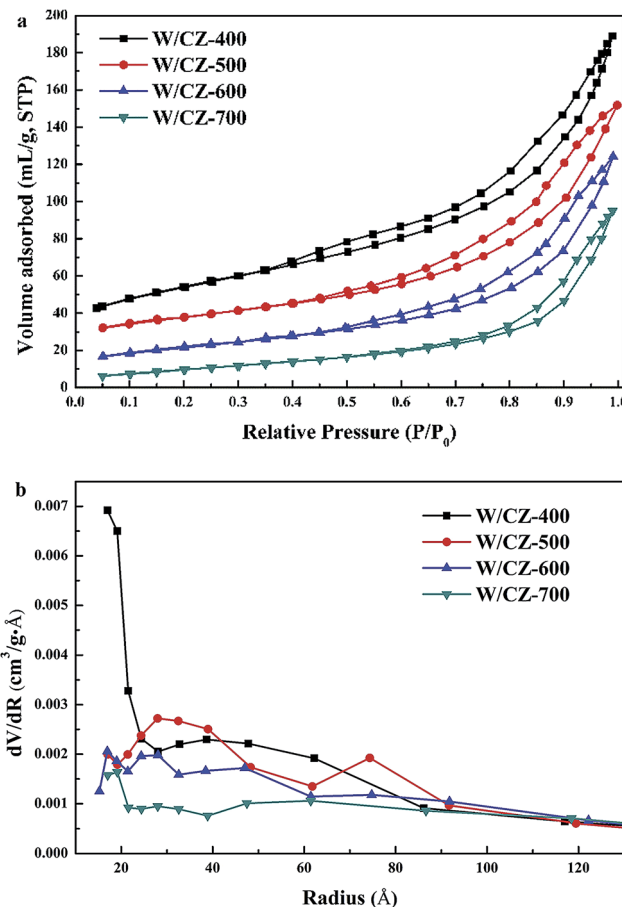 a
W/CZ-400
W/CZ-500
W/CZ-600
W/CZ-700
Volume adsorbed (mL/g, STP)
200
180
160
140
120
100
80
60
40
20
0
0.0 0.1 0.2 0.3 0.4 0.5 0.6 0.7 0.8 0.9 1.0
Relative Pressure (P/P0)
b
W/CZ-400
W/CZ-500
W/CZ-600
W/CZ-700
dV/dR (cm³/g·Å)
0.007
0.006
0.005
0.004
0.003
0.002
0.001
0.000
20 40 60 80 100 120
Radius (Å)